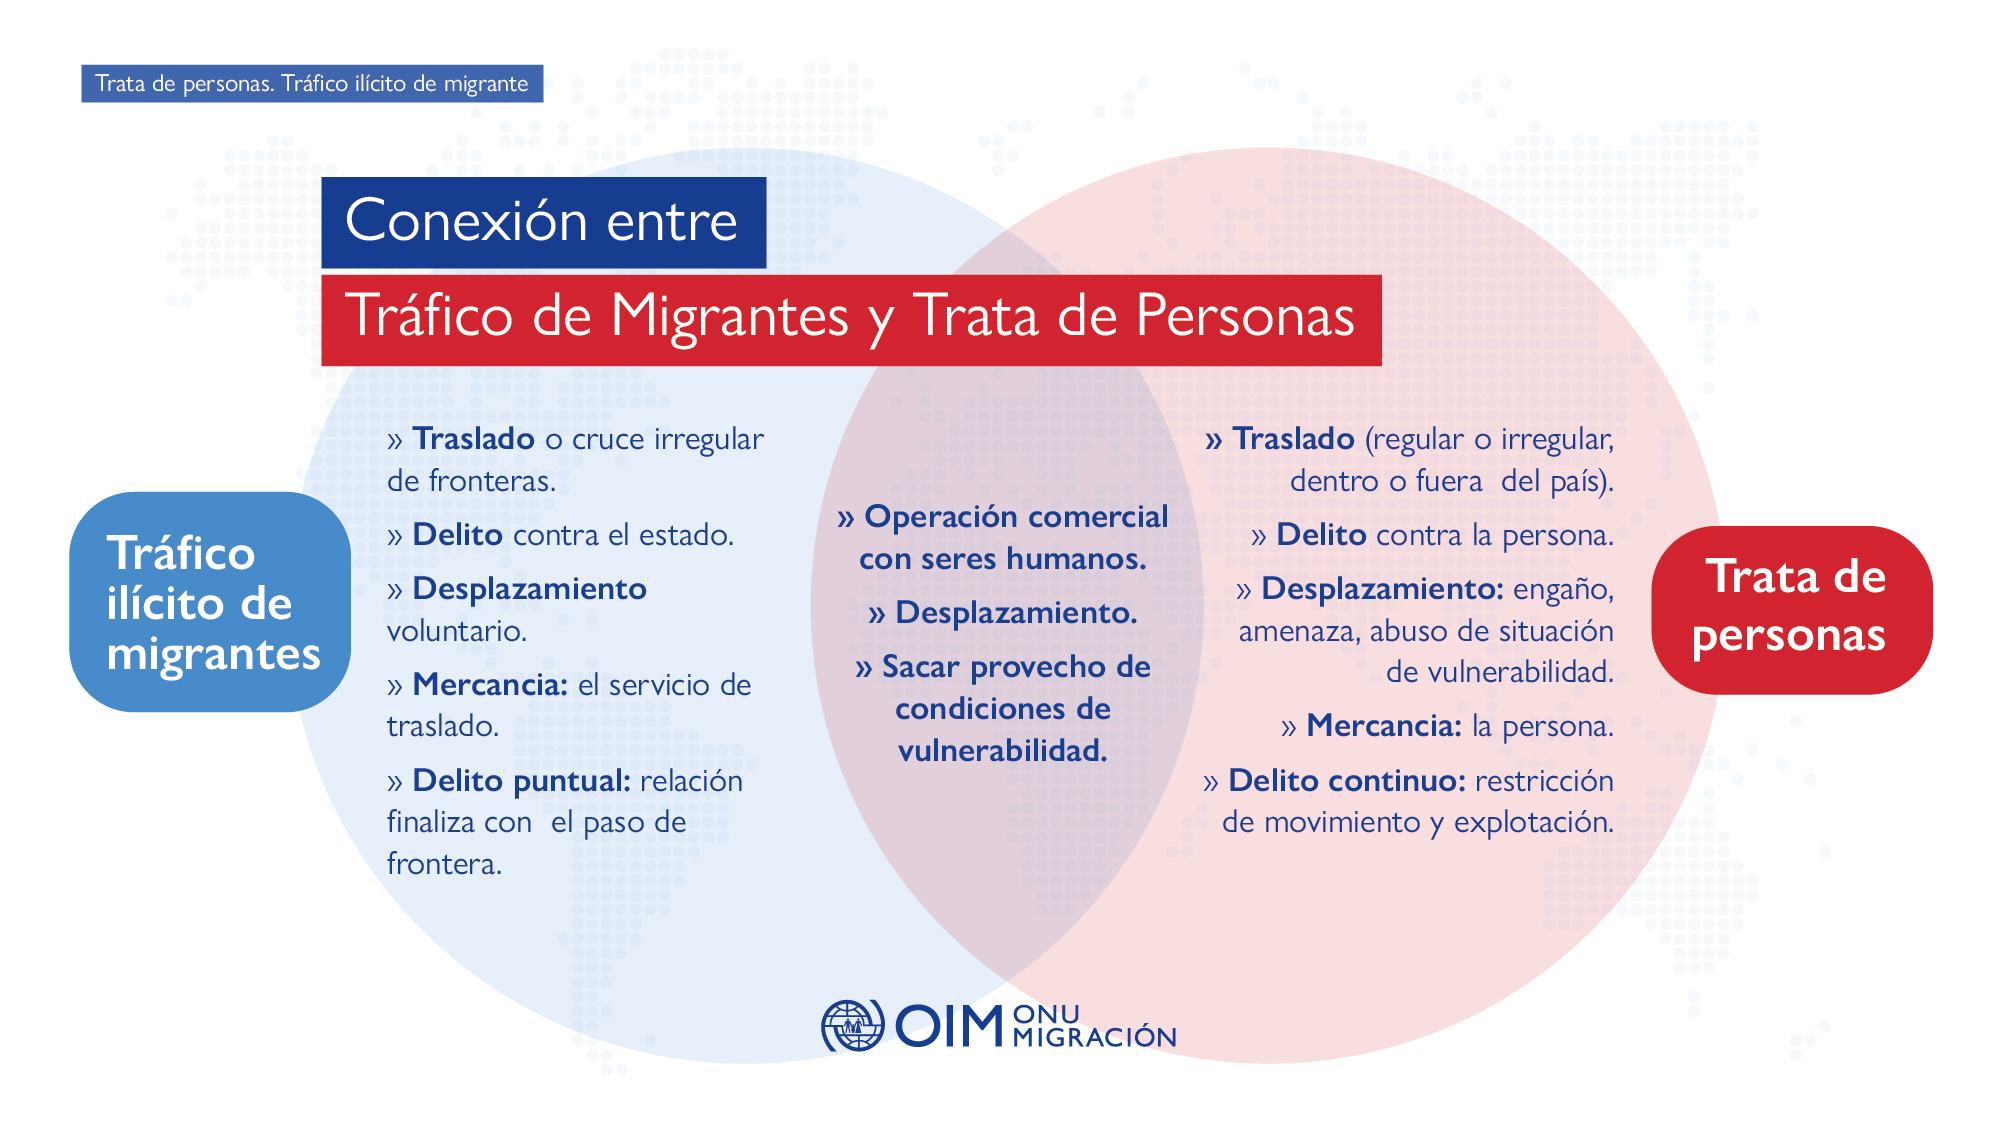 Trata de personas. Tráfico ilícito de migrante
Conexión entre
Tráfico de Migrantes y Trata de Personas
Tráfico
ilícito de
migrantes
» Traslado o cruce irregular
de fronteras.
» Delito contra el estado.
» Desplazamiento
voluntario.
» Mercancia: el servicio de
traslado.
» Delito puntual: relación
finaliza con el paso de
frontera.
» Operación comercial
con seres humanos.
» Desplazamiento.
» Sacar provecho de
condiciones de
vulnerabilidad.
» Traslado (regular o irregular,
dentro o fuera del país).
» Delito contra la persona.
» Desplazamiento: engaño,
amenaza, abuso de situación
de vulnerabilidad.
» Mercancia: la persona.
» Delito continuo: restricción
de movimiento y explotación.
Trata de
personas
OIM ONU
MIGRACIÓN